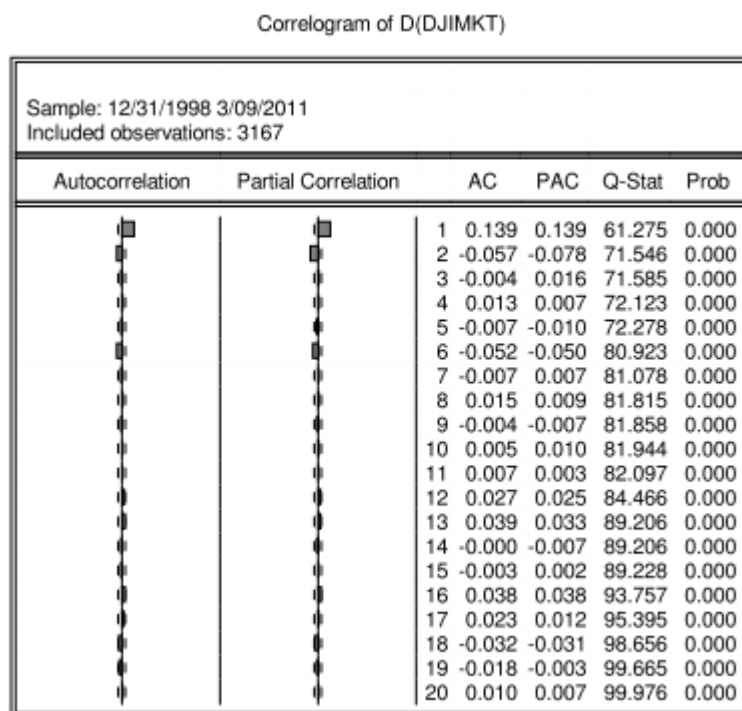 Correlogram of D(DJIMKT)
Sample: 12/31/1998 3/09/2011
Included observations: 3167
Autocorrelation Partial Correlation AC PAC Q-Stat Prob
1 0.139 0.139 61.275 0.000
2 -0.057 -0.078 71.546 0.000
3 -0.004 0.016 71.585 0.000
4 0.013 0.007 72.123 0.000
5 -0.007 -0.010 72.278 0.000
6 -0.052 -0.050 80.923 0.000
7 -0.007 0.007 81.078 0.000
8 0.015 0.009 81.815 0.000
9 -0.004 -0.007 81.858 0.000
10 0.005 0.010 81.944 0.000
11 0.007 0.003 82.097 0.000
12 0.027 0.025 84.466 0.000
13 0.039 0.033 89.206 0.000
14 -0.000 -0.007 89.206 0.000
15 -0.003 0.002 89.228 0.000
16 0.038 0.038 93.757 0.000
17 0.023 0.012 95.395 0.000
18 -0.032 -0.031 98.656 0.000
19 -0.018 -0.003 99.665 0.000
20 0.010 0.007 99.976 0.000